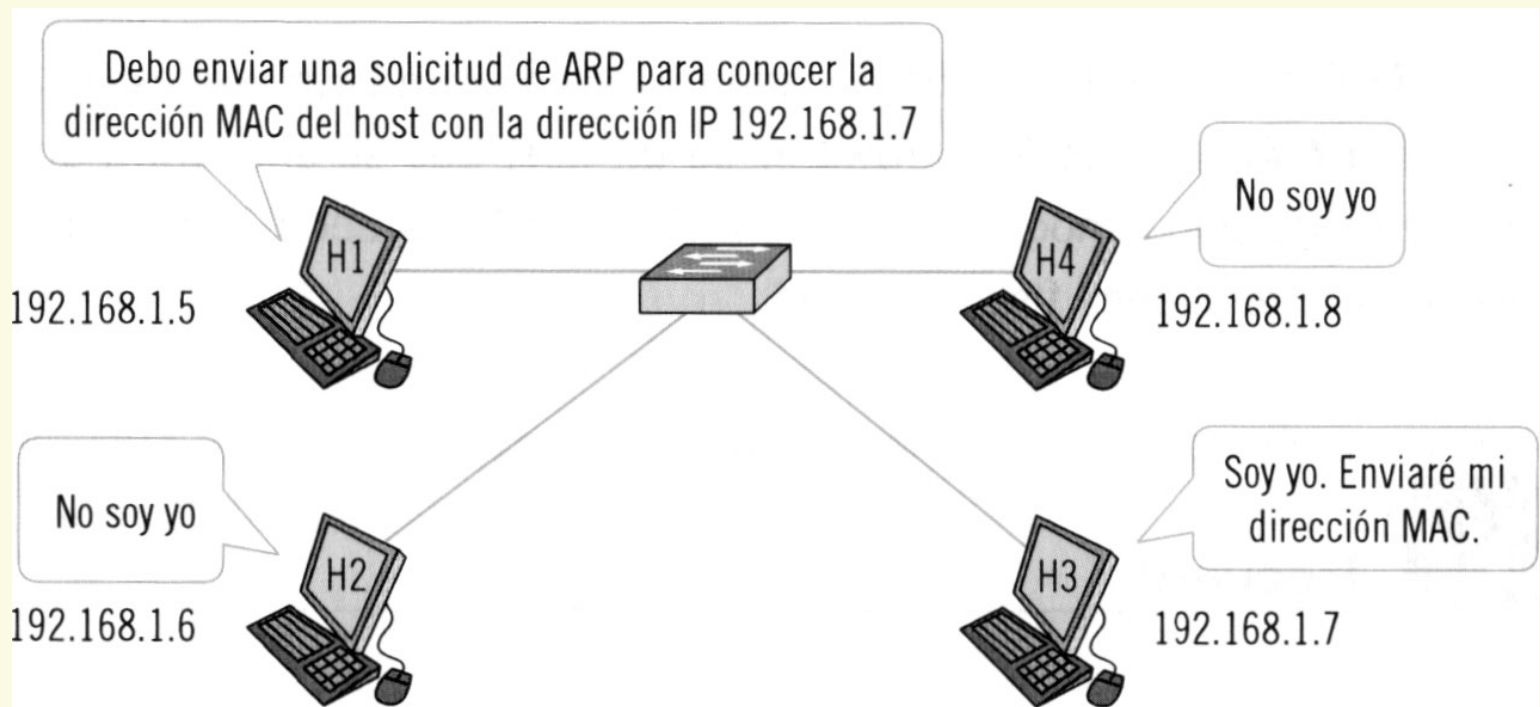 Debo enviar una solicitud de ARP para conocer la
dirección MAC del host con la dirección IP 192.168.1.7
No soy yo
H1
H4
192.168.1.5
192.168.1.8
No soy yo
Soy yo. Enviaré mi
dirección MAC.
H2
H3
192.168.1.6
192.168.1.7